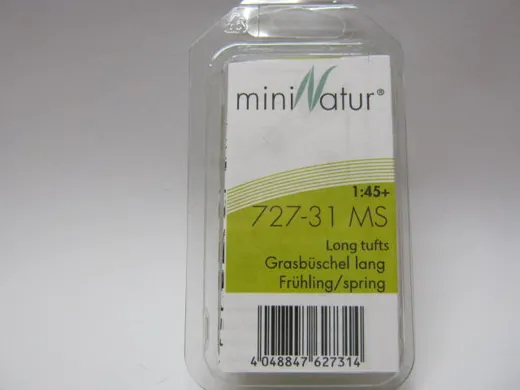 miniNatur®
1:45+
727-31 MS
Long tufts
Grasbüschel lang
Frühling/spring
4 048847 627314